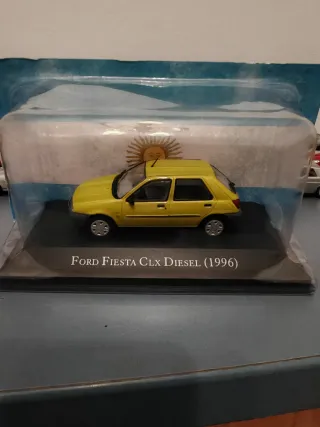 FORD FIESTA CLX DIESEL (1996)